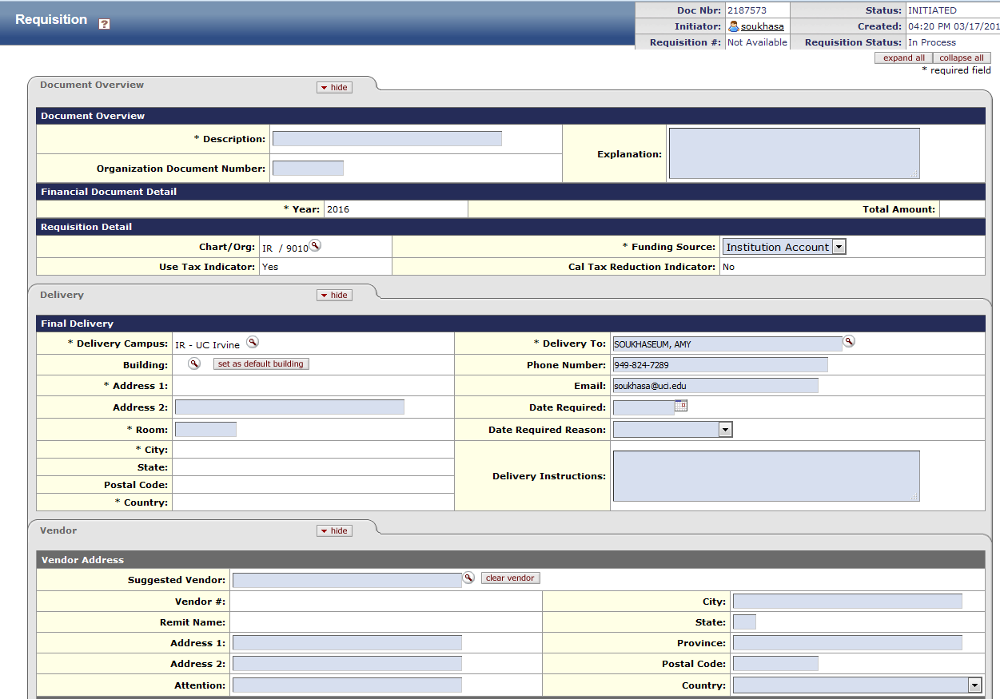 Requisition ?
Doc Nbr: 2187573 Status: INITIATED
Initiator: soukhasa Created: 04:20 PM 03/17/201
Requisition #: Not Available Requisition Status: In Process
expand all collapse all
* required field
Document Overview hide
Document Overview
* Description: Explanation:
Organization Document Number:
Financial Document Detail
* Year: 2016 Total Amount:
Requisition Detail
Chart/Org: IR / 9010 * Funding Source: Institution Account
Use Tax Indicator: Yes Cal Tax Reduction Indicator: No
Delivery hide
Final Delivery
* Delivery Campus: IR - UC Irvine * Delivery To: SOUKHASEUM, AMY
Building: set as default building Phone Number: 949-824-7289
* Address 1: Email: soukhasa@uci.edu
Address 2: Date Required:
* Room: Date Required Reason:
* City:
State: Delivery Instructions:
Postal Code:
* Country:
Vendor hide
Vendor Address
Suggested Vendor: clear vendor
Vendor #: City:
Remit Name: State:
Address 1: Province:
Address 2: Postal Code:
Attention: Country: